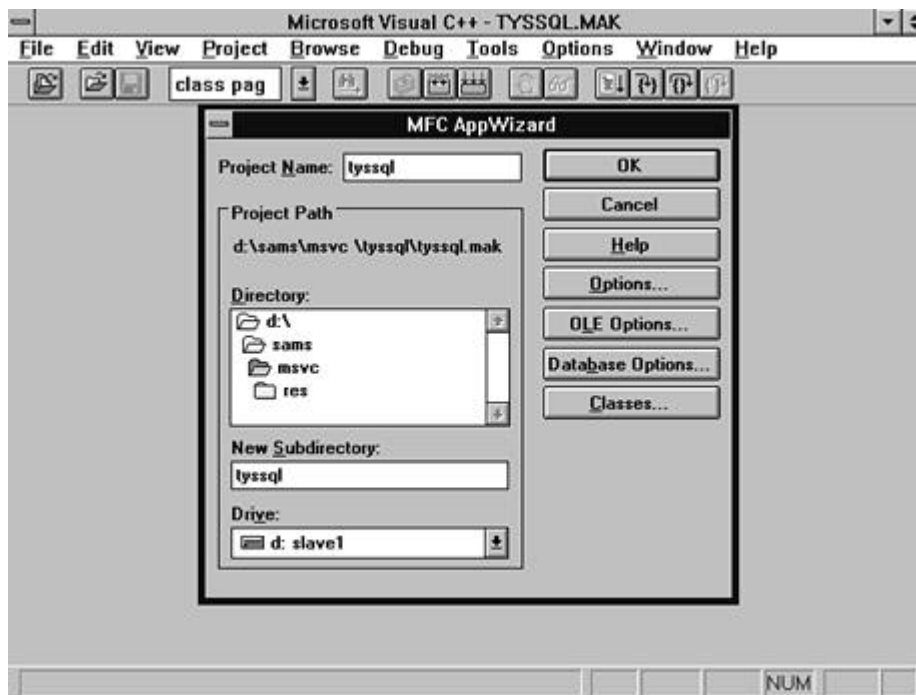 Microsoft Visual C++ - TYSSQL.MAK
File Edit View Project Browse Debug Tools Options Window Help
class pag
MFC AppWizard
Project Name: tyssql
OK
Project Path
Cancel
d:\sams\msvc \tyssql\tyssql.mak
Help
Options...
Directory:
d:\
OLE Options...
sams
msvc
Database Options...
res
Classes...
New Subdirectory:
tyssql
Drive:
d: slave1
NUM